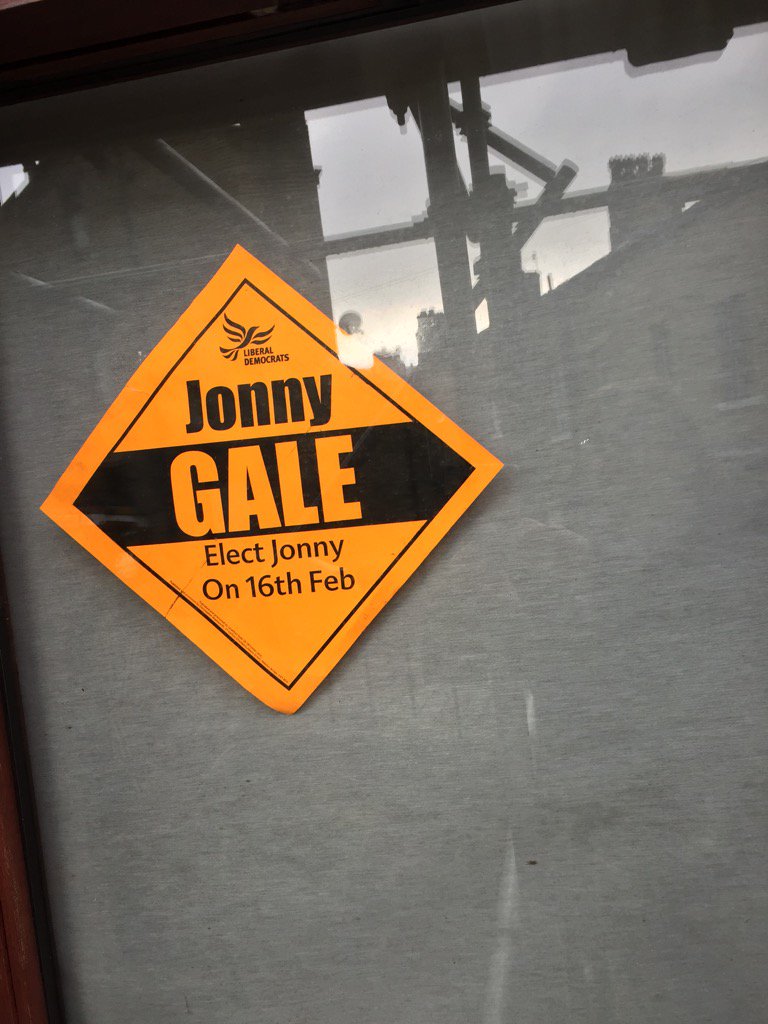 LIBERAL
DEMOCRATS
Jonny
GALE
Elect Jonny
On 16th Feb